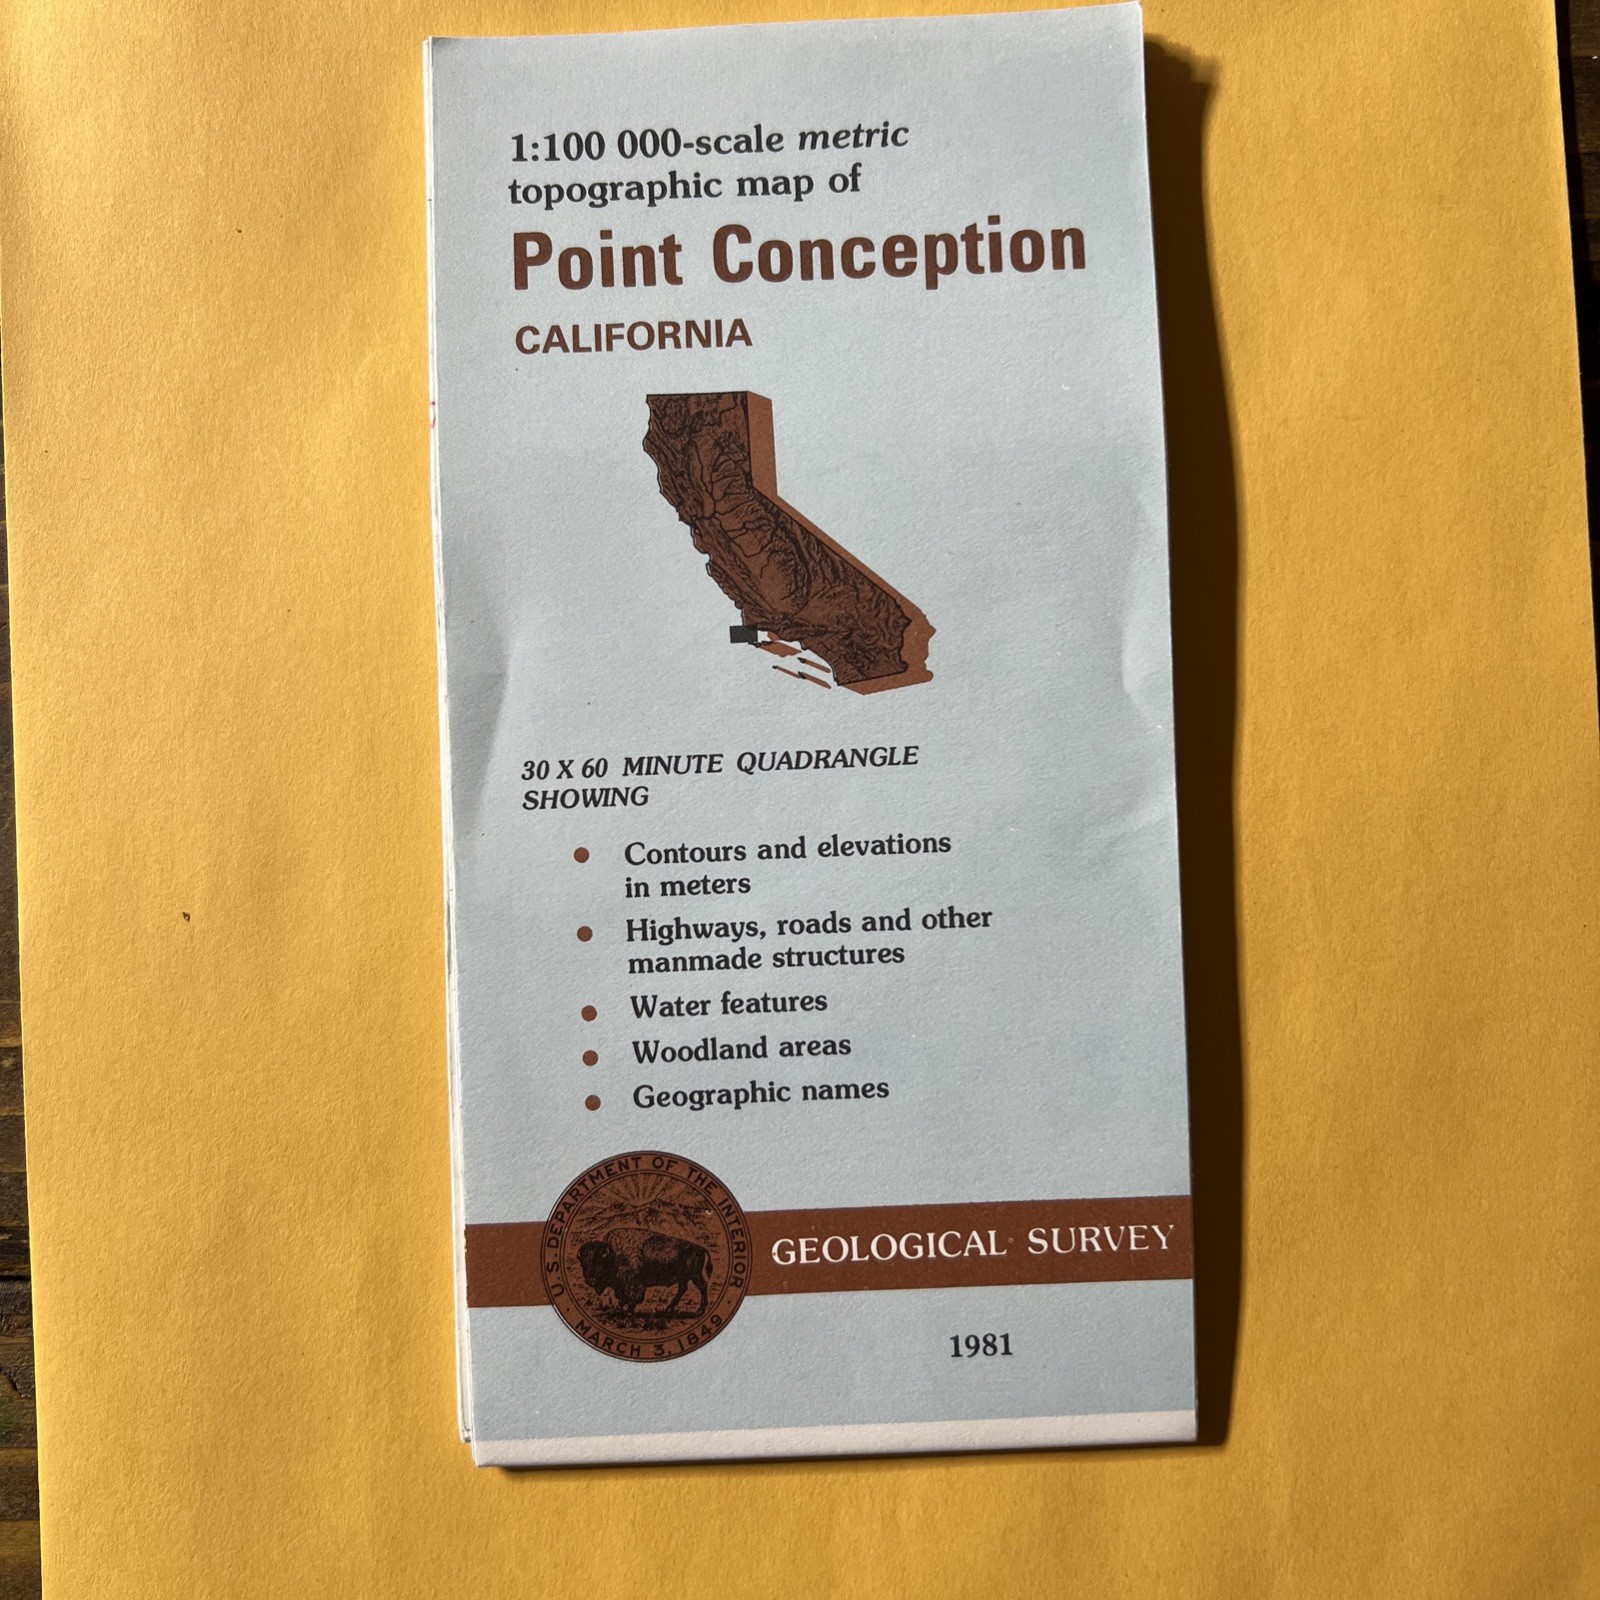 1:100 000-scale metric
topographic map of
Point Conception
CALIFORNIA
30 X 60 MINUTE QUADRANGLE
SHOWING
Contours and elevations
in meters
Highways, roads and other
manmade structures
Water features
Woodland areas
Geographic names
U.S. DEPARTMENT OF THE INTERIOR
MARCH 3, 1849
GEOLOGICAL SURVEY
1981